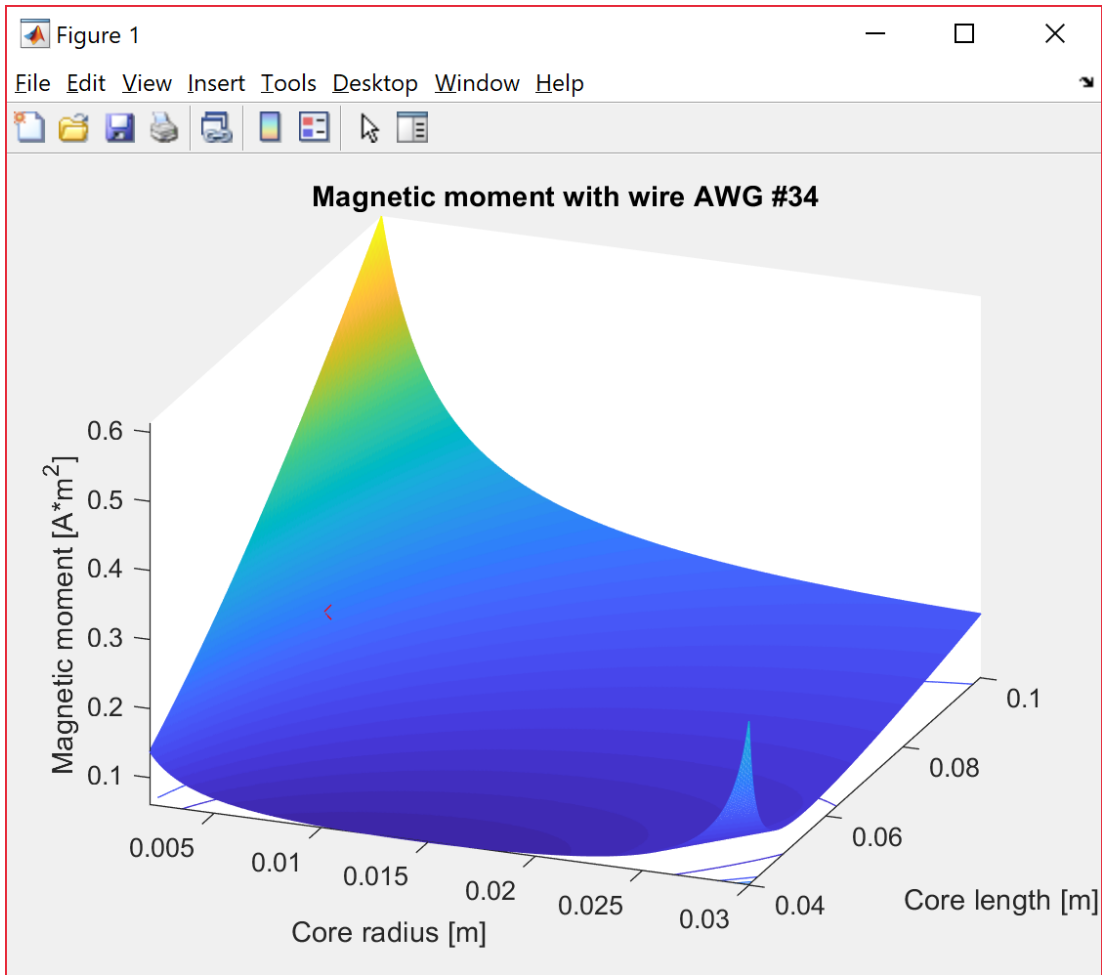 Figure 1
File Edit View Insert Tools Desktop Window Help
Magnetic moment with wire AWG #34
Magnetic moment [A*m^2]
0.6
0.5
0.4
0.3
0.2
0.1
0.005
0.01
0.015
0.02
0.025
0.03
Core radius [m]
0.04
0.06
0.08
0.1
Core length [m]